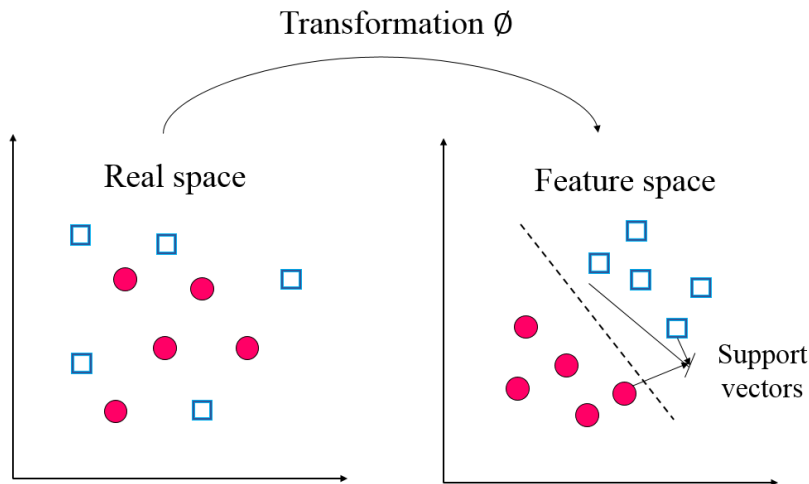 Transformation ∅
Real space
Feature space
Support
vectors